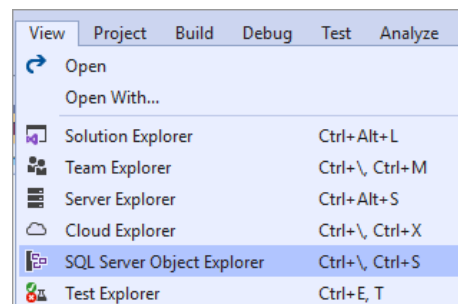 View Project Build Debug Test Analyze
Open
Open With...
Solution Explorer Ctrl+Alt+L
Team Explorer Ctrl+\, Ctrl+M
Server Explorer Ctrl+Alt+S
Cloud Explorer Ctrl+\, Ctrl+X
SQL Server Object Explorer Ctrl+\, Ctrl+S
Test Explorer Ctrl+E, T